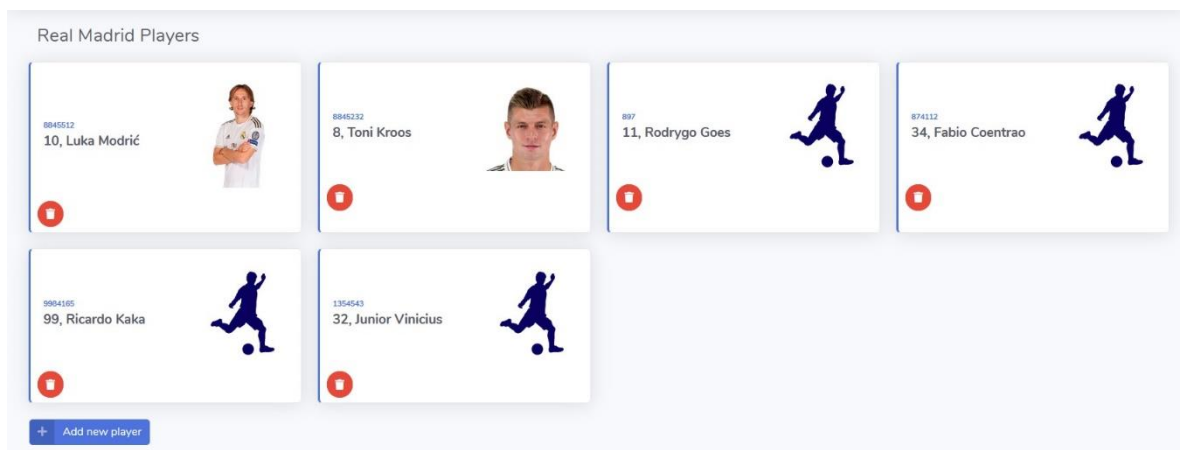 Real Madrid Players
8845512
10, Luka Modrić
8845232
8, Toni Kroos
897
11, Rodrygo Goes
874112
34, Fabio Coentrao
9984165
99, Ricardo Kaka
1354543
32, Junior Vinicius
+ Add new player